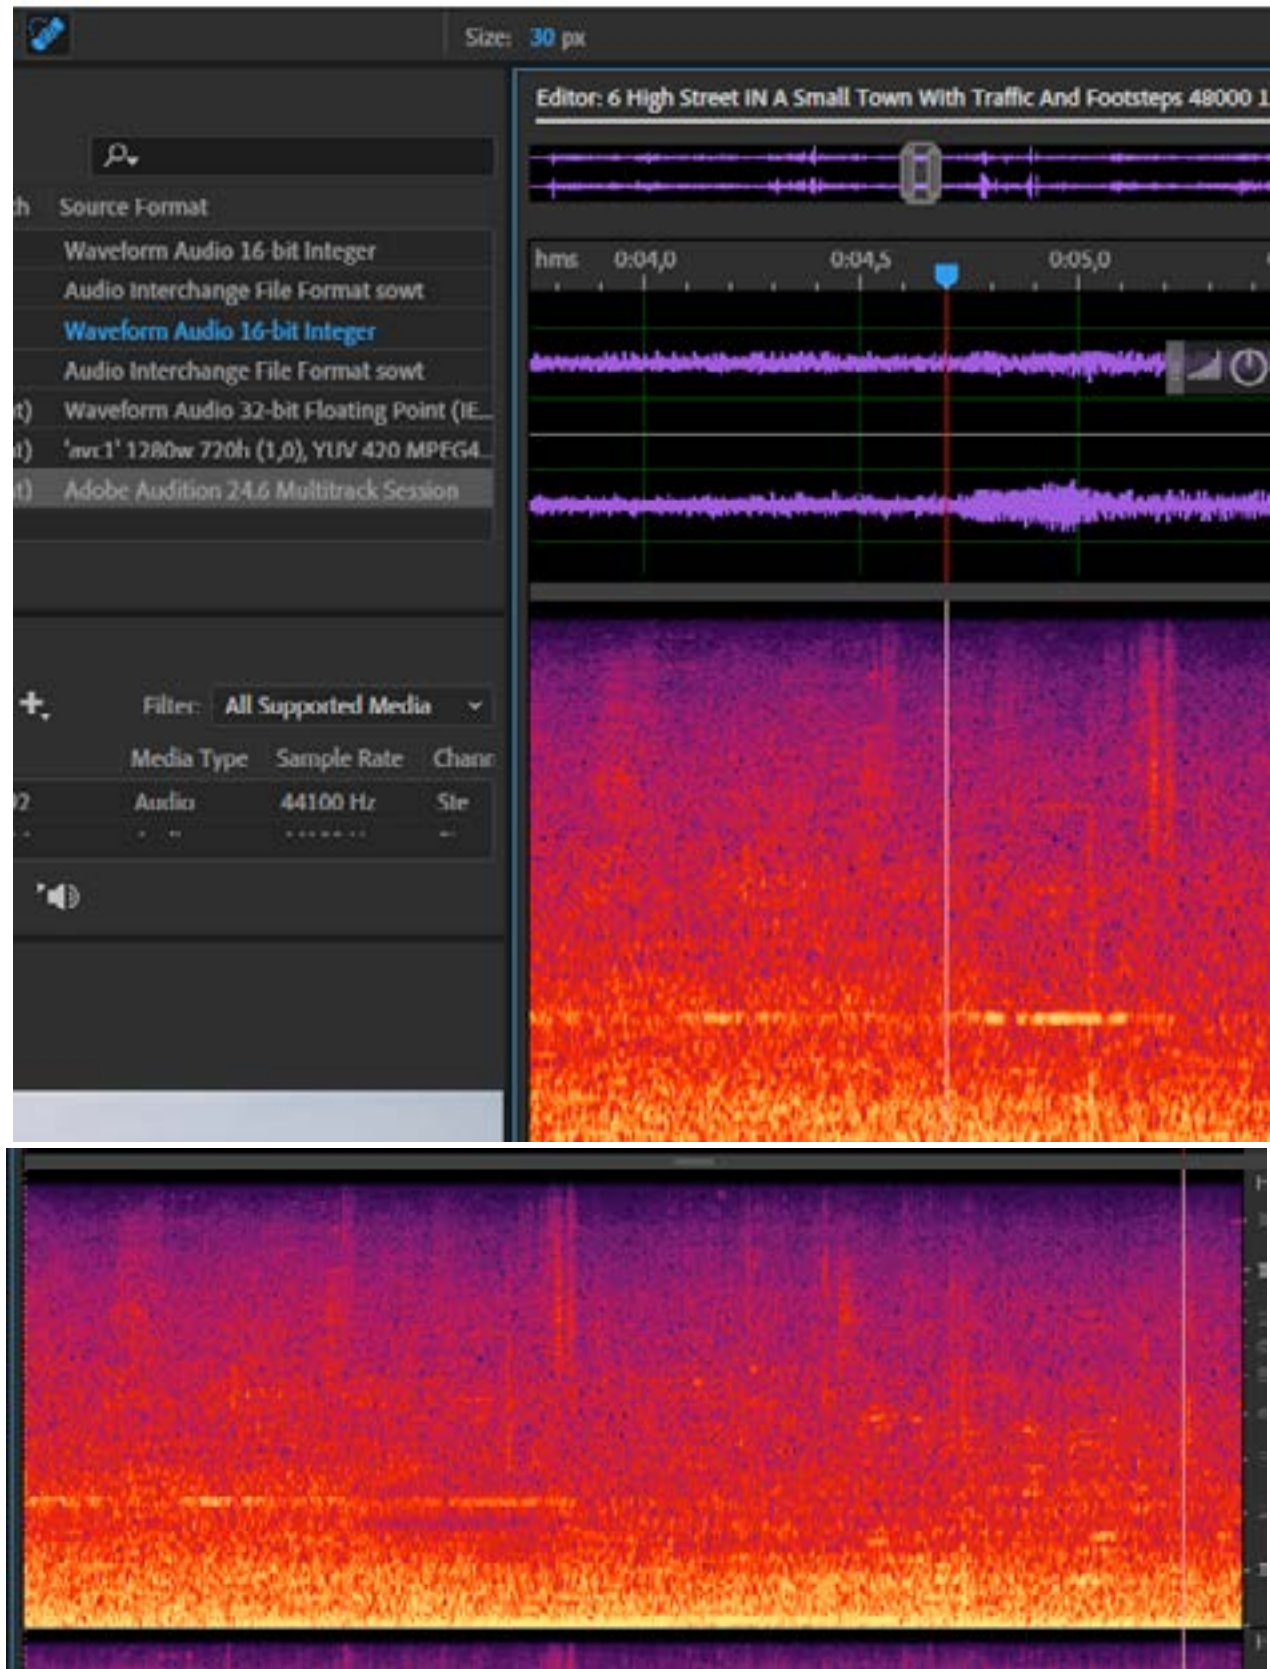 Size: 30 px
Editor: 6 High Street IN A Small Town With Traffic And Footsteps 48000 1
Source Format
Waveform Audio 16-bit Integer
Audio Interchange File Format sowt
Waveform Audio 16-bit Integer
Audio Interchange File Format sowt
t) Waveform Audio 32-bit Floating Point (IE...
t) 'avc1' 1280w 720h (1,0), YUV 420 MPEG4...
t) Adobe Audition 24.6 Multitrack Session
hms 0:04,0 0:04,5 0:05,0
Filter: All Supported Media
Media Type Sample Rate Chann
Audio 44100 Hz Ste